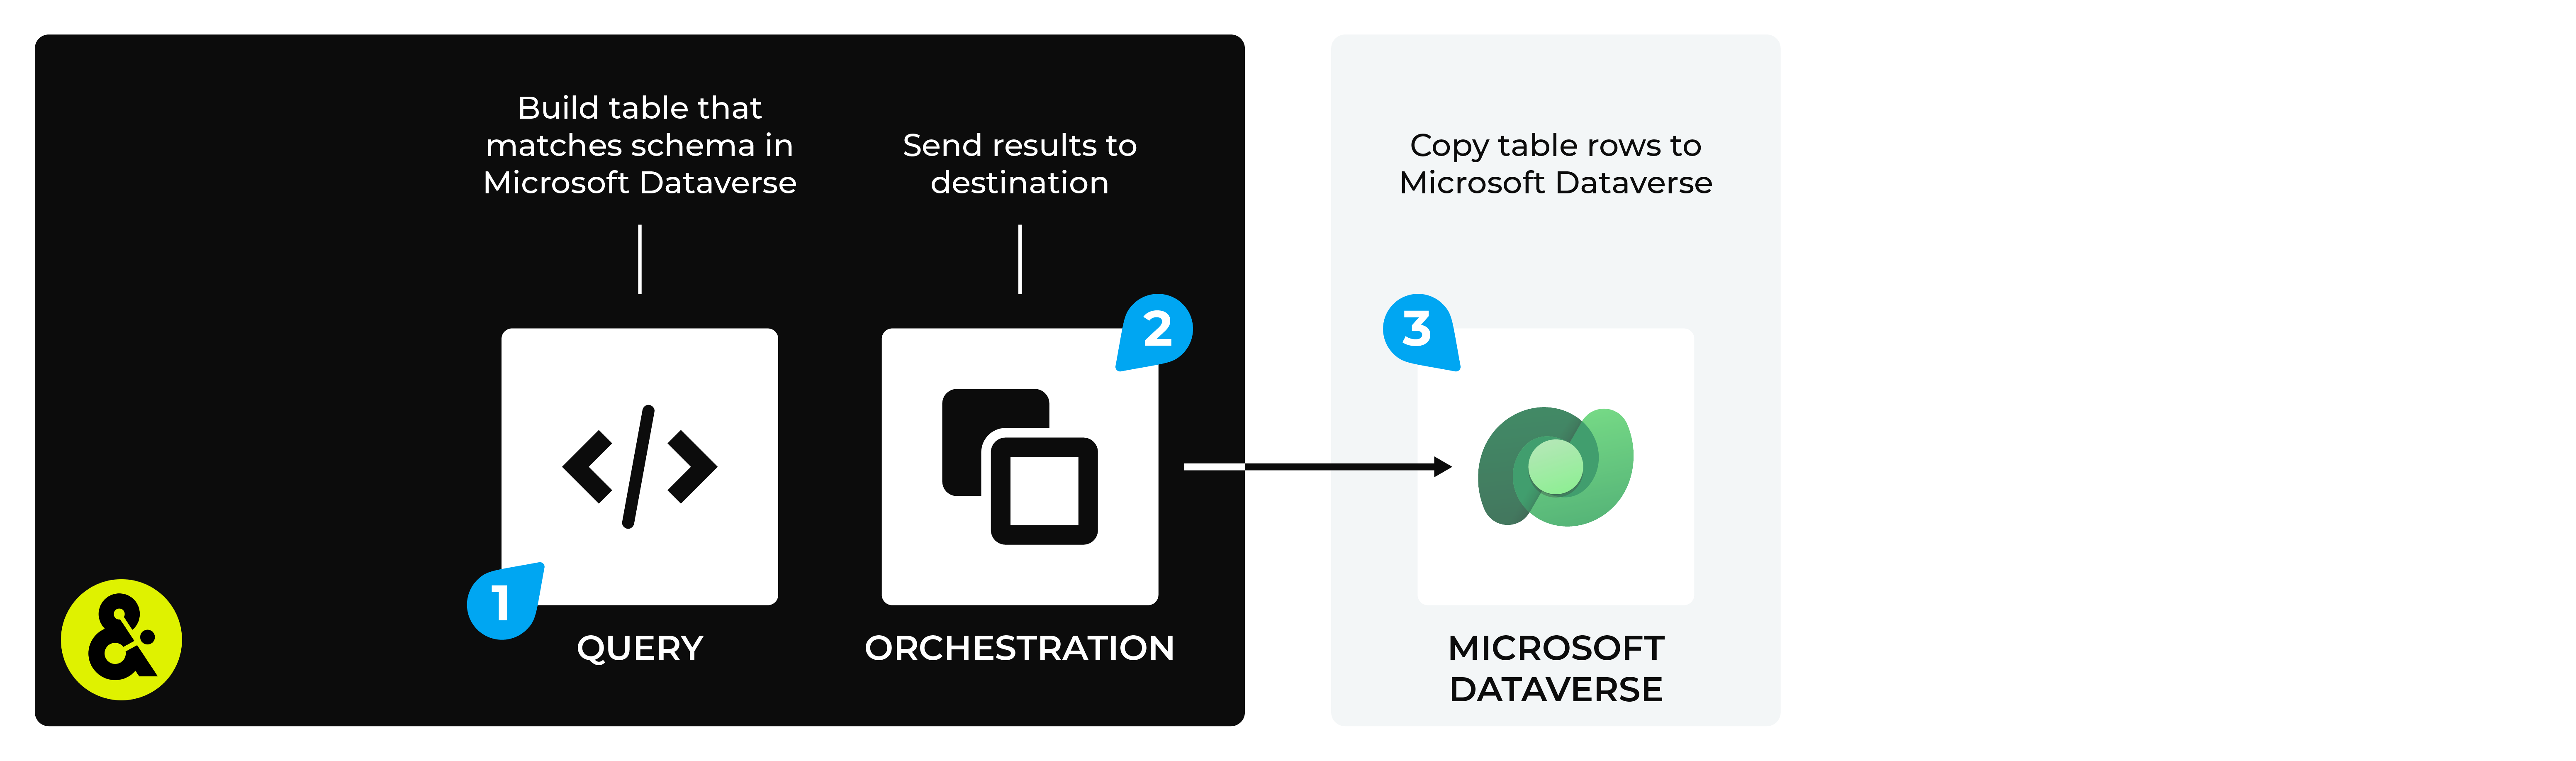 Build table that
matches schema in
Microsoft Dataverse
Send results to
destination
Copy table rows to
Microsoft Dataverse
2
3
1
QUERY
ORCHESTRATION
MICROSOFT
DATAVERSE